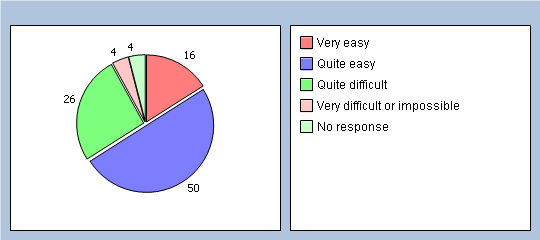 4
4
16
26
50
Very easy
Quite easy
Quite difficult
Very difficult or impossible
No response